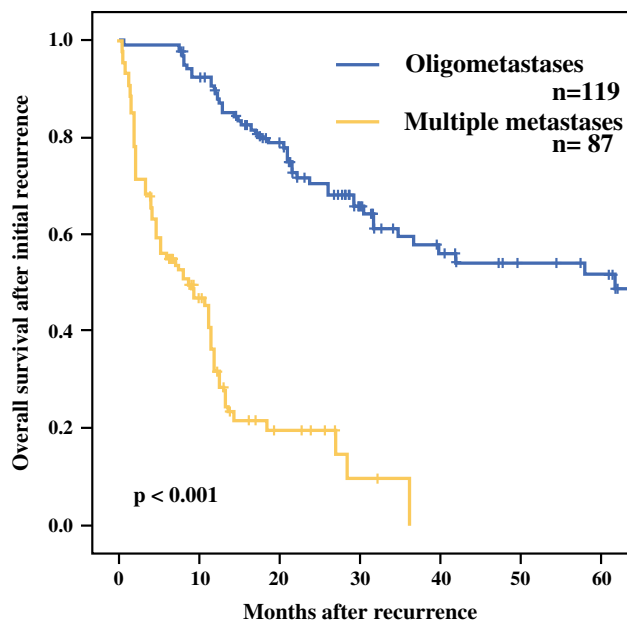 1.0
0.8
0.6
0.4
0.2
0.0
Overall survival after initial recurrence
Oligometastases
n=119
Multiple metastases
n= 87
p < 0.001
0 10 20 30 40 50 60
Months after recurrence